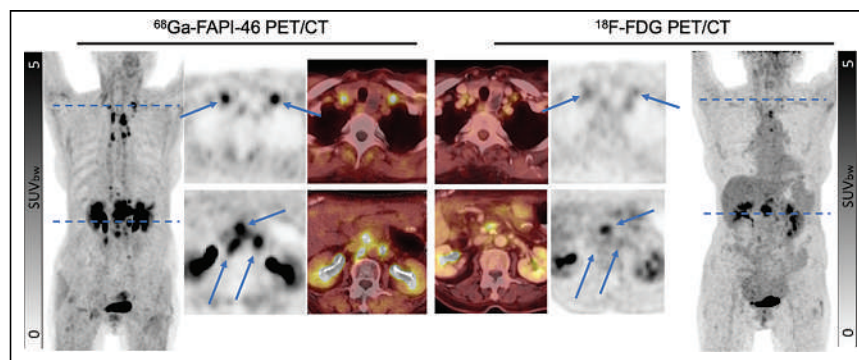 ⁶⁸Ga-FAPI-46 PET/CT
¹⁸F-FDG PET/CT
5
SUVbw
0
5
SUVbw
0